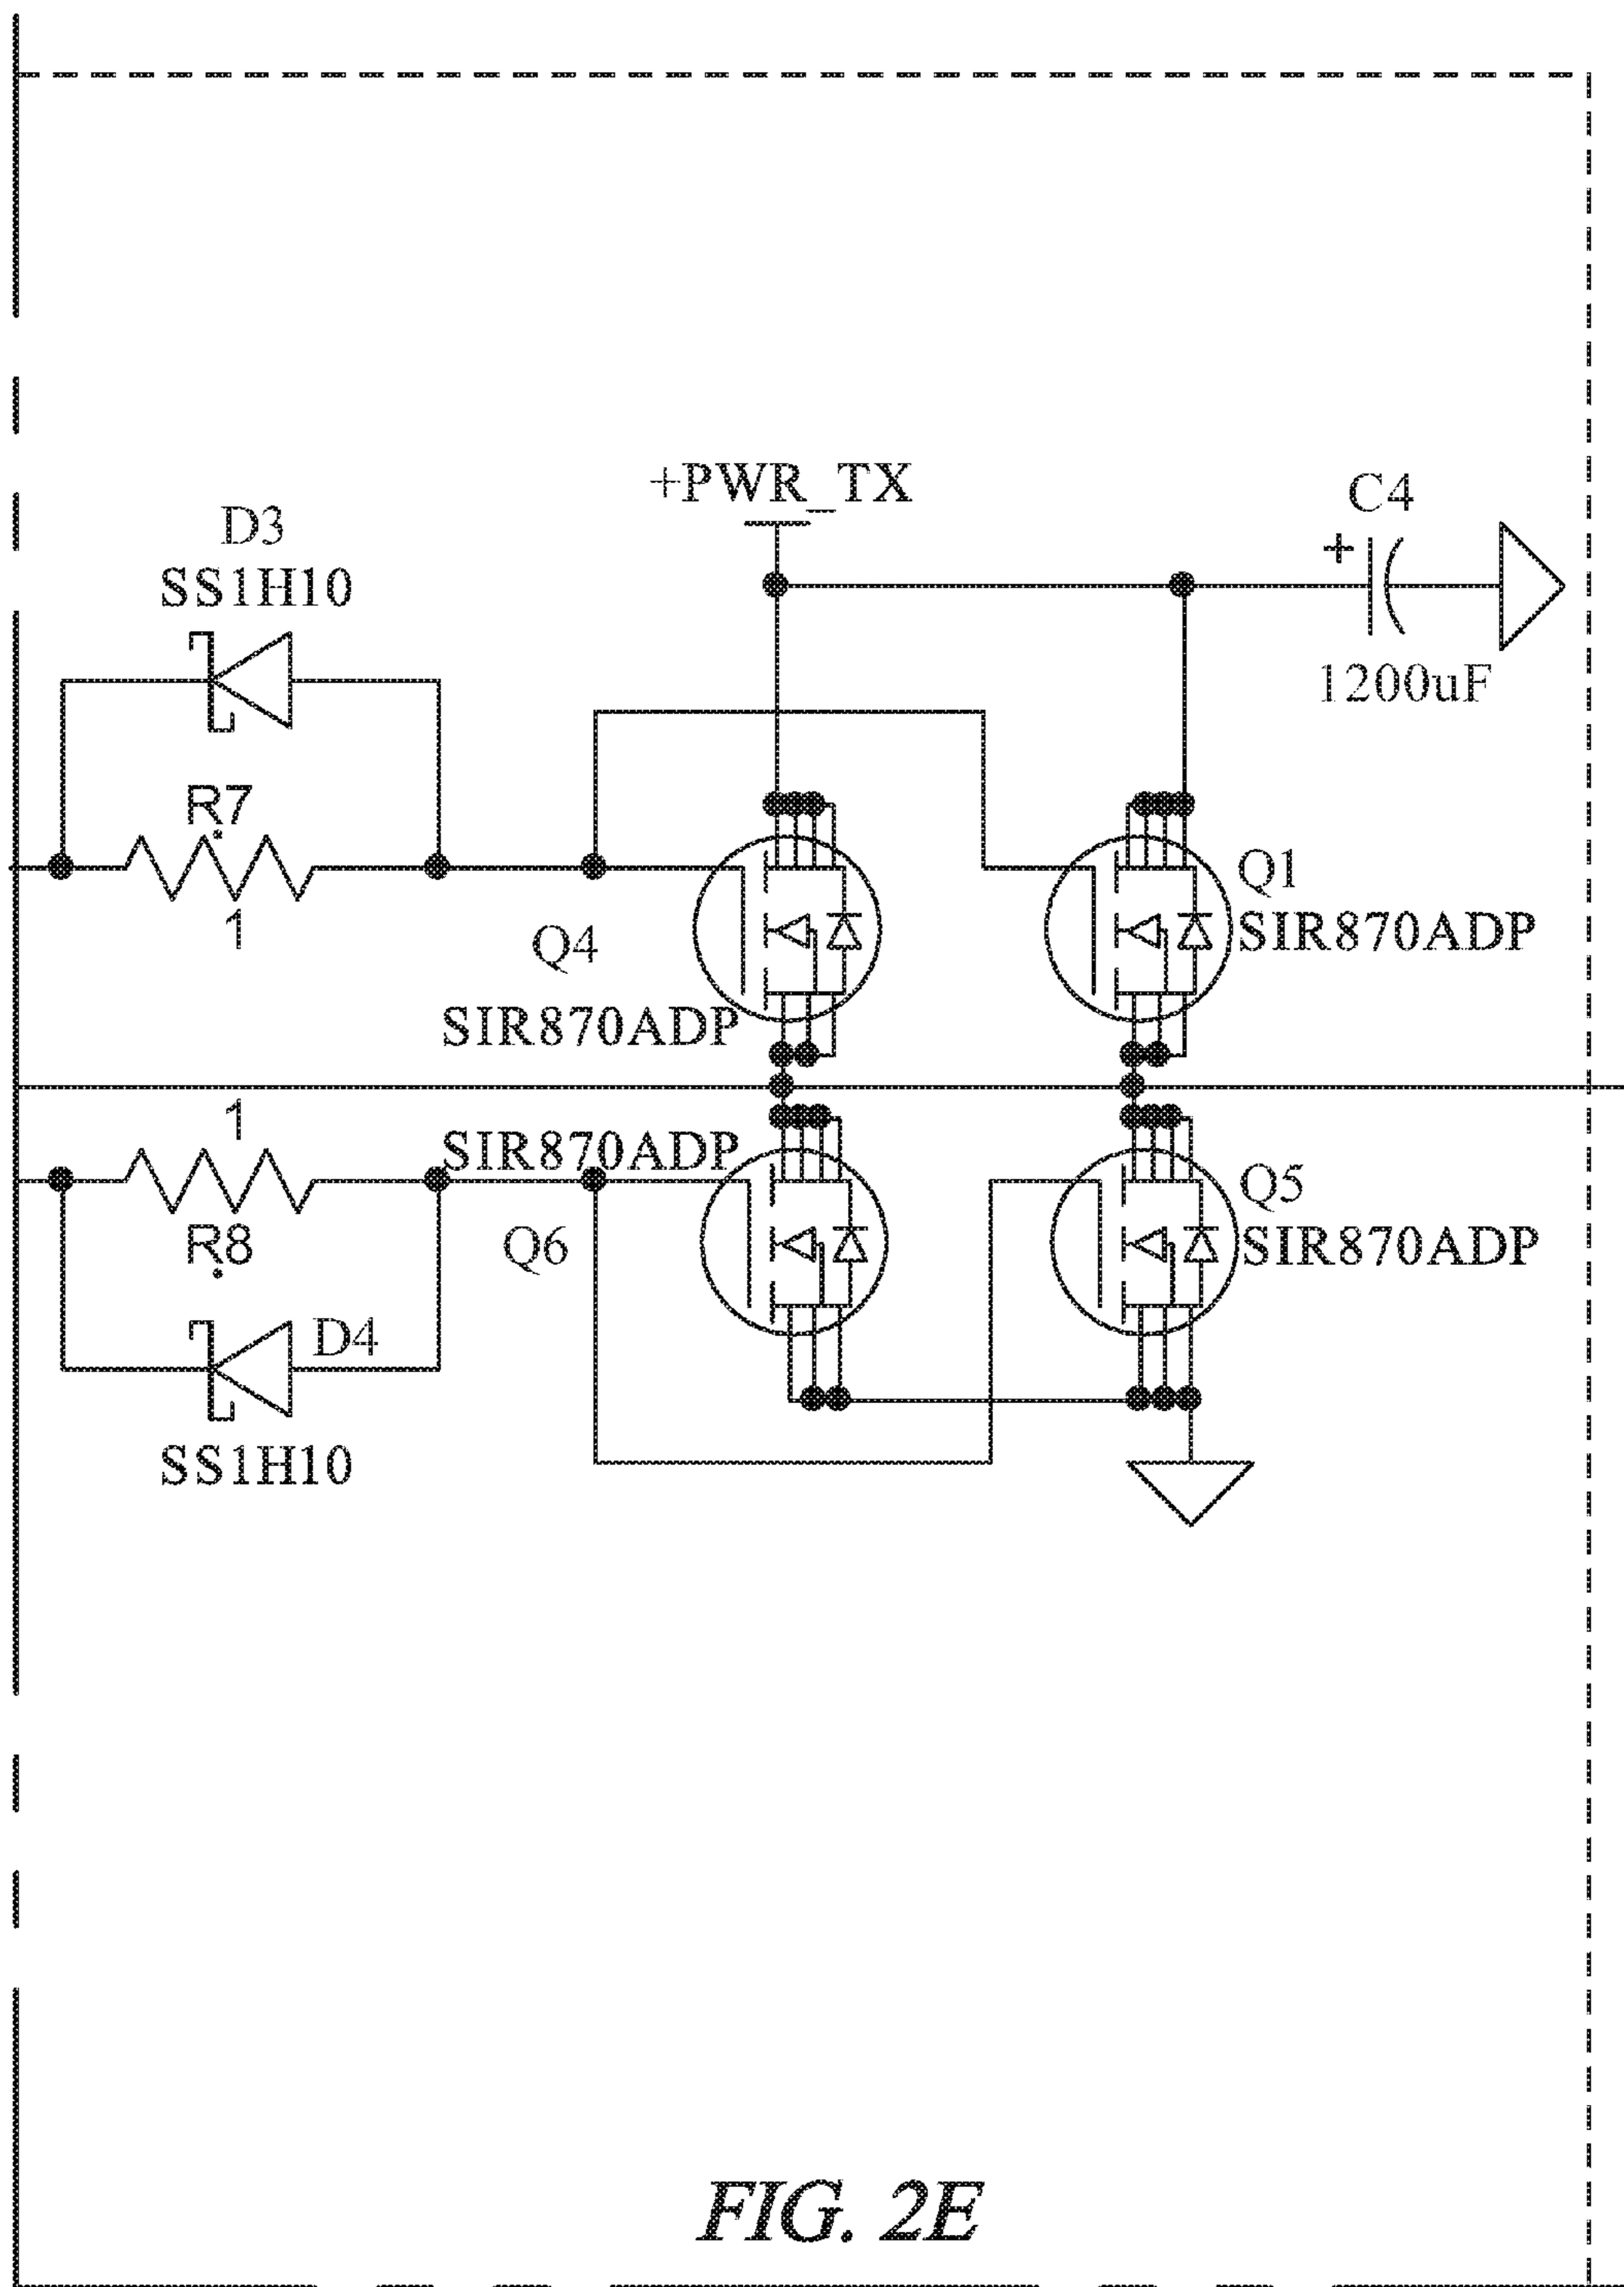 +PWR_TX
C4
D3
SS1H10
1200uF
R7
Q1
1
Q4
SIR870ADP
SIR870ADP
1
SIR870ADP
Q5
R8
Q6
SIR870ADP
D4
SS1H10
FIG. 2E